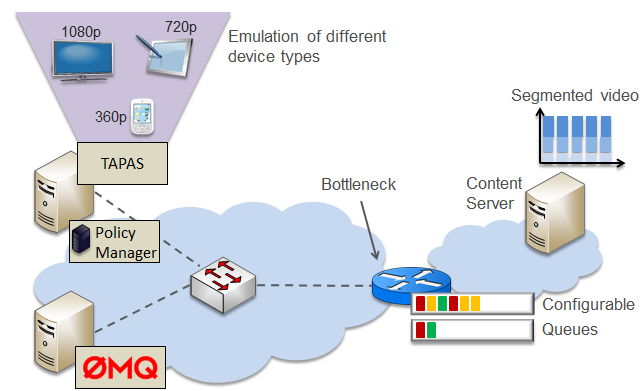 1080p
720p
Emulation of different
device types
360p
Segmented video
TAPAS
Bottleneck
Content
Server
Policy
Manager
Configurable
Queues
ØMQ